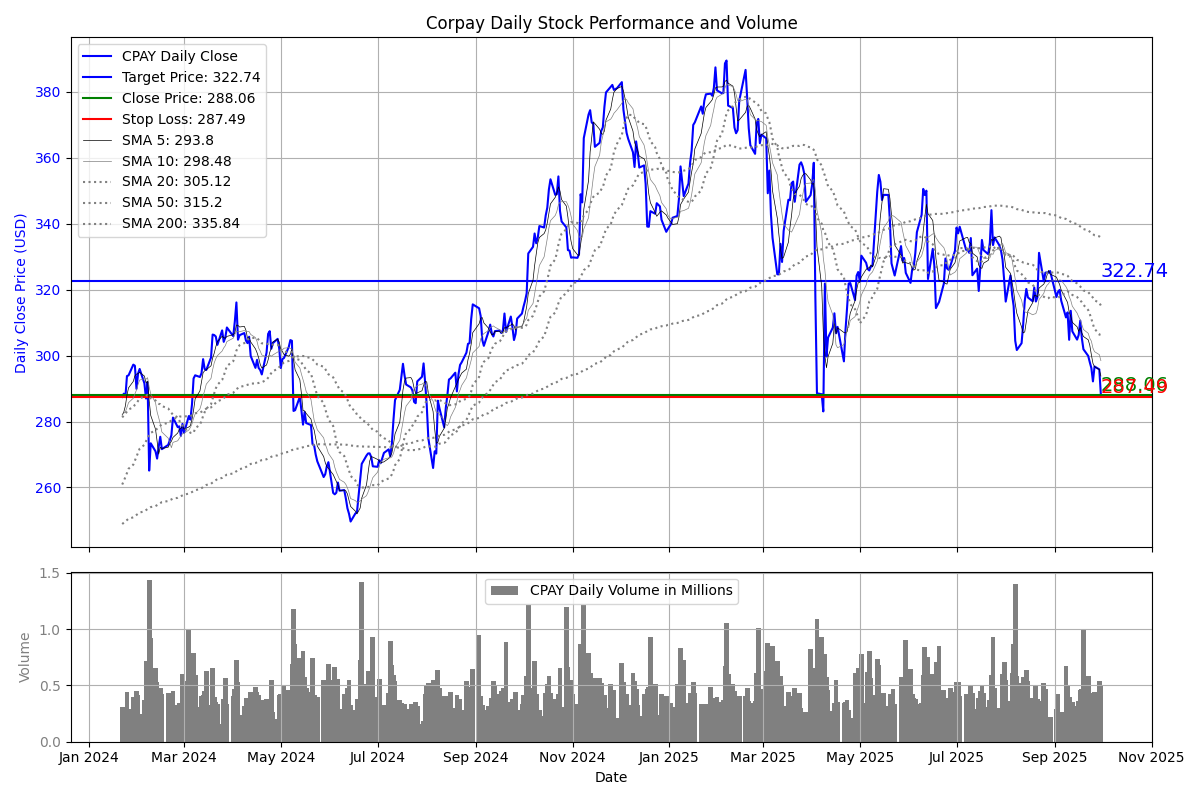 Corpay Daily Stock Performance and Volume
CPAY Daily Close
Target Price: 322.74
Close Price: 288.06
Stop Loss: 287.49
SMA 5: 293.8
SMA 10: 298.48
SMA 20: 305.12
SMA 50: 315.2
SMA 200: 335.84
Daily Close Price (USD)
380
360
340
320
300
280
260
322.74
288.06
287.49
CPAY Daily Volume in Millions
Volume
1.5
1.0
0.5
0.0
Jan 2024 Mar 2024 May 2024 Jul 2024 Sep 2024 Nov 2024 Jan 2025 Mar 2025 May 2025 Jul 2025 Sep 2025 Nov 2025
Date